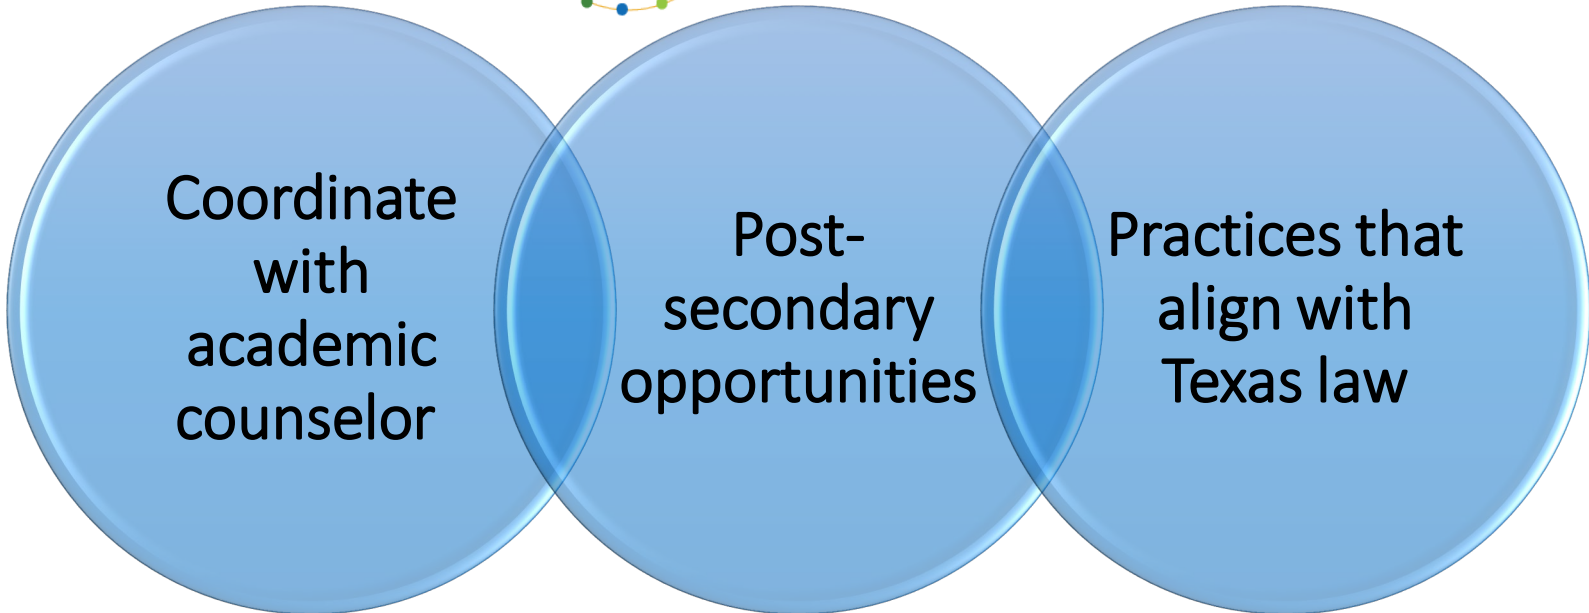 Coordinate
with
academic
counselor
Post-
secondary
opportunities
Practices that
align with
Texas law